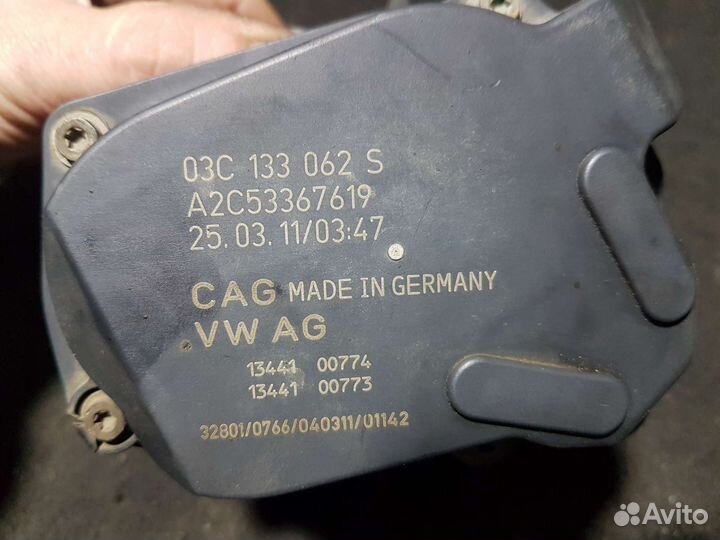 03C 133 062 S
A2C53367619
25.03.11/03:47
CAG MADE IN GERMANY
VW AG
13441 00774
13441 00773
32801/0766/040311/01142
Avito